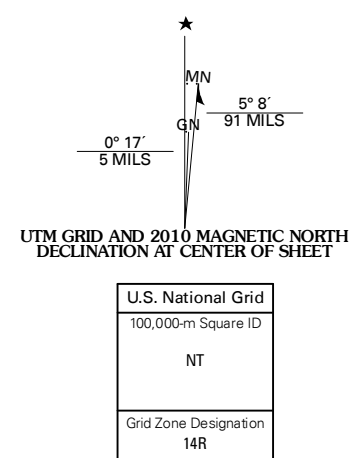 MN
5° 8´
91 MILS
GN
0° 17´
5 MILS
UTM GRID AND 2010 MAGNETIC NORTH
DECLINATION AT CENTER OF SHEET
U.S. National Grid
100,000-m Square ID
NT
Grid Zone Designation
14R